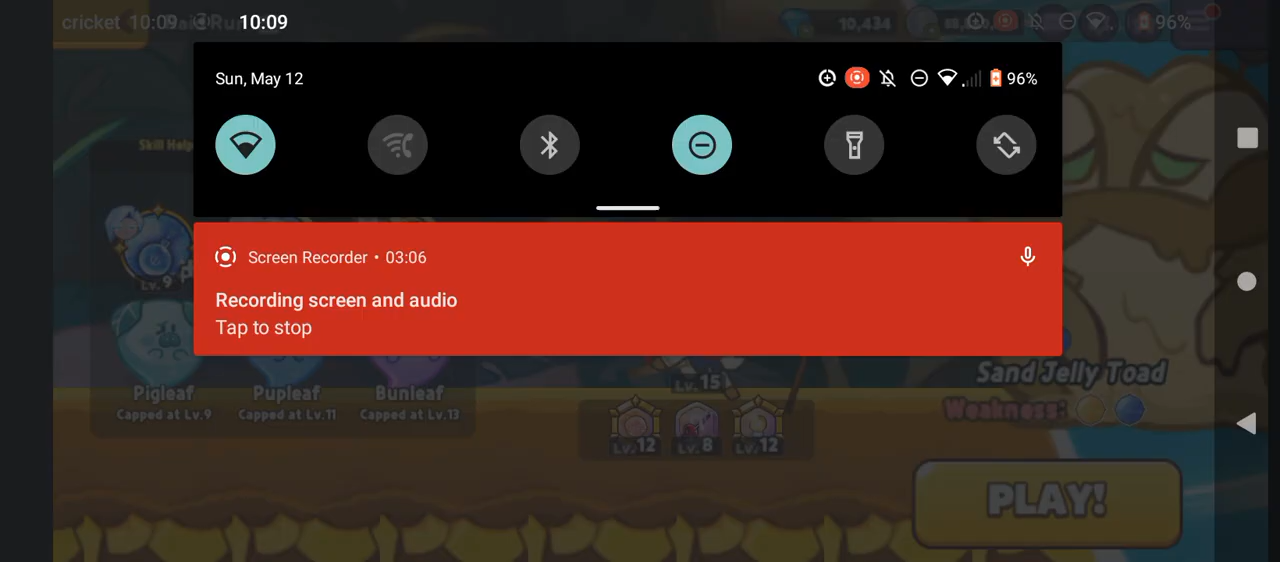 cricket 10:09
10:09
10,434
96%
Sun, May 12
96%
Skill Help
Screen Recorder • 03:06
Recording screen and audio
Tap to stop
Lv.9
Lv.15
Sand Jelly Toad
Weakness:
Pigleaf
Pupleaf
Bunleaf
Capped at Lv.9
Capped at Lv.11
Capped at Lv.13
Lv.12
Lv.8
Lv.12
PLAY!